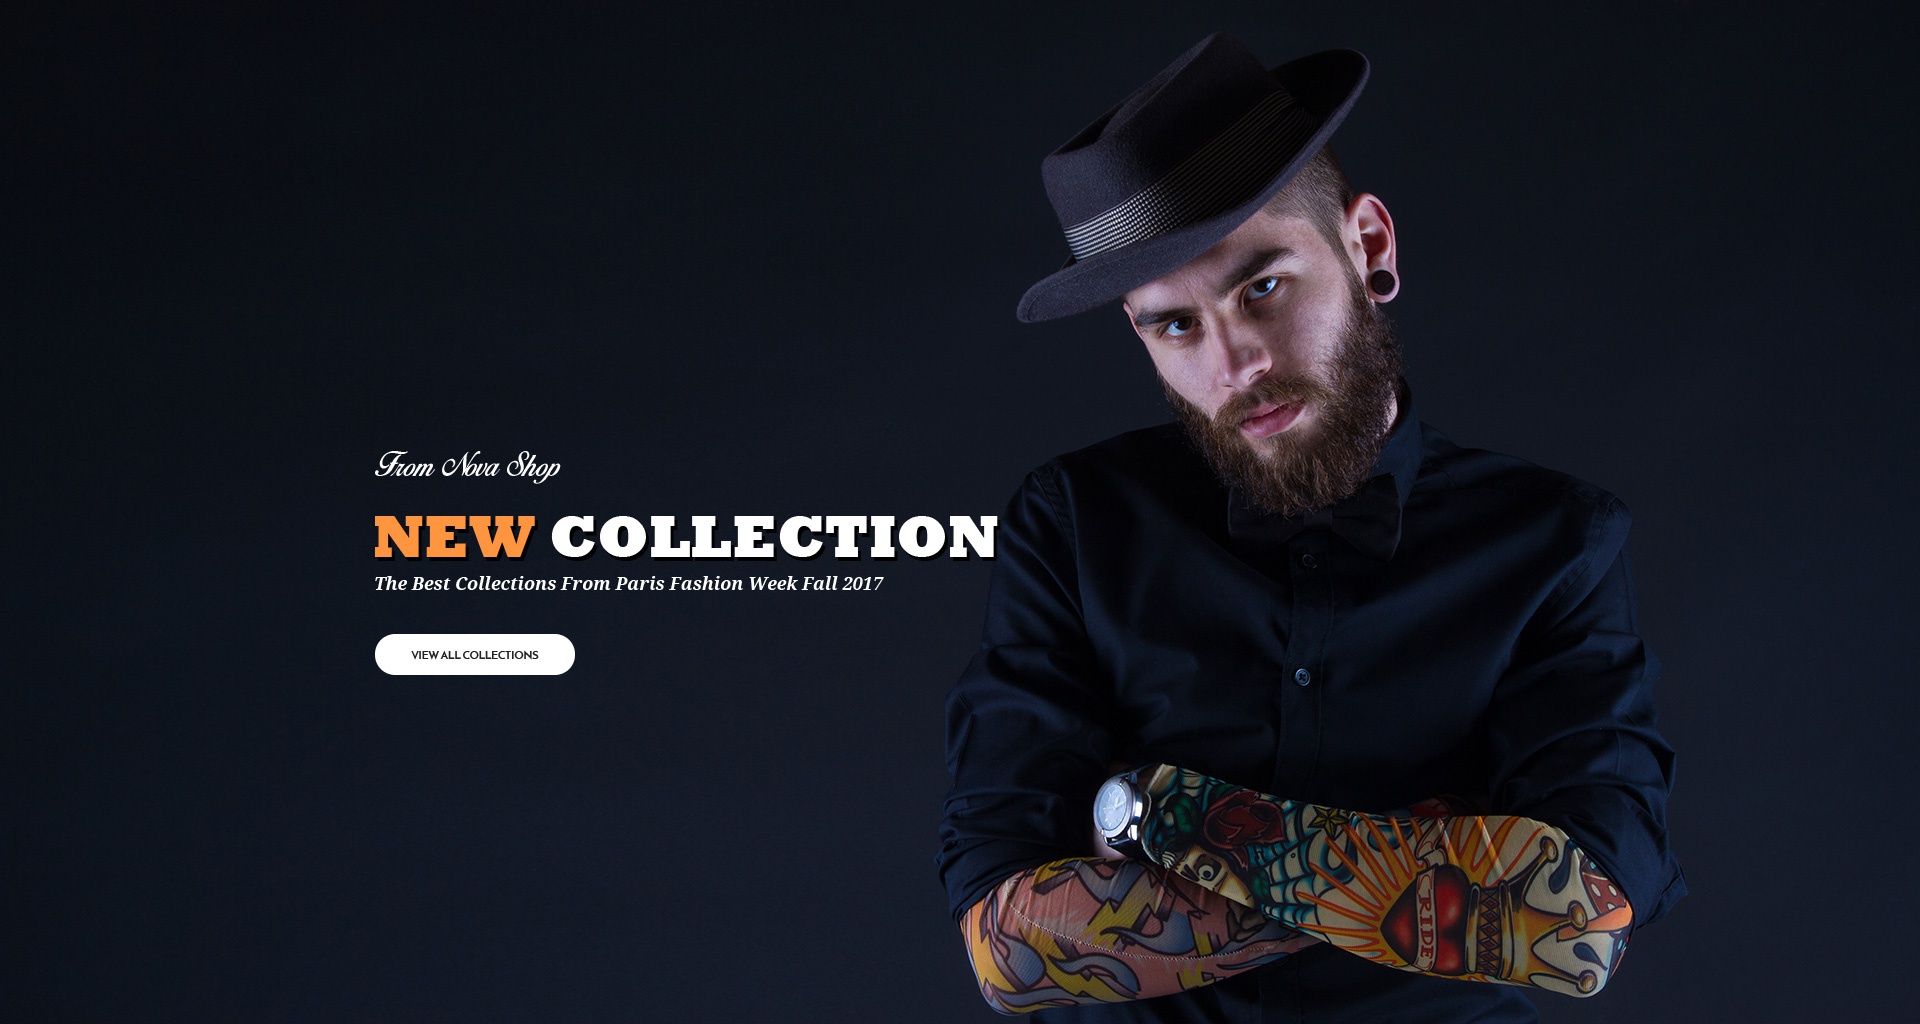 From Nova Shop
NEW COLLECTION
The Best Collections From Paris Fashion Week Fall 2017
VIEW ALL COLLECTIONS
RIDE